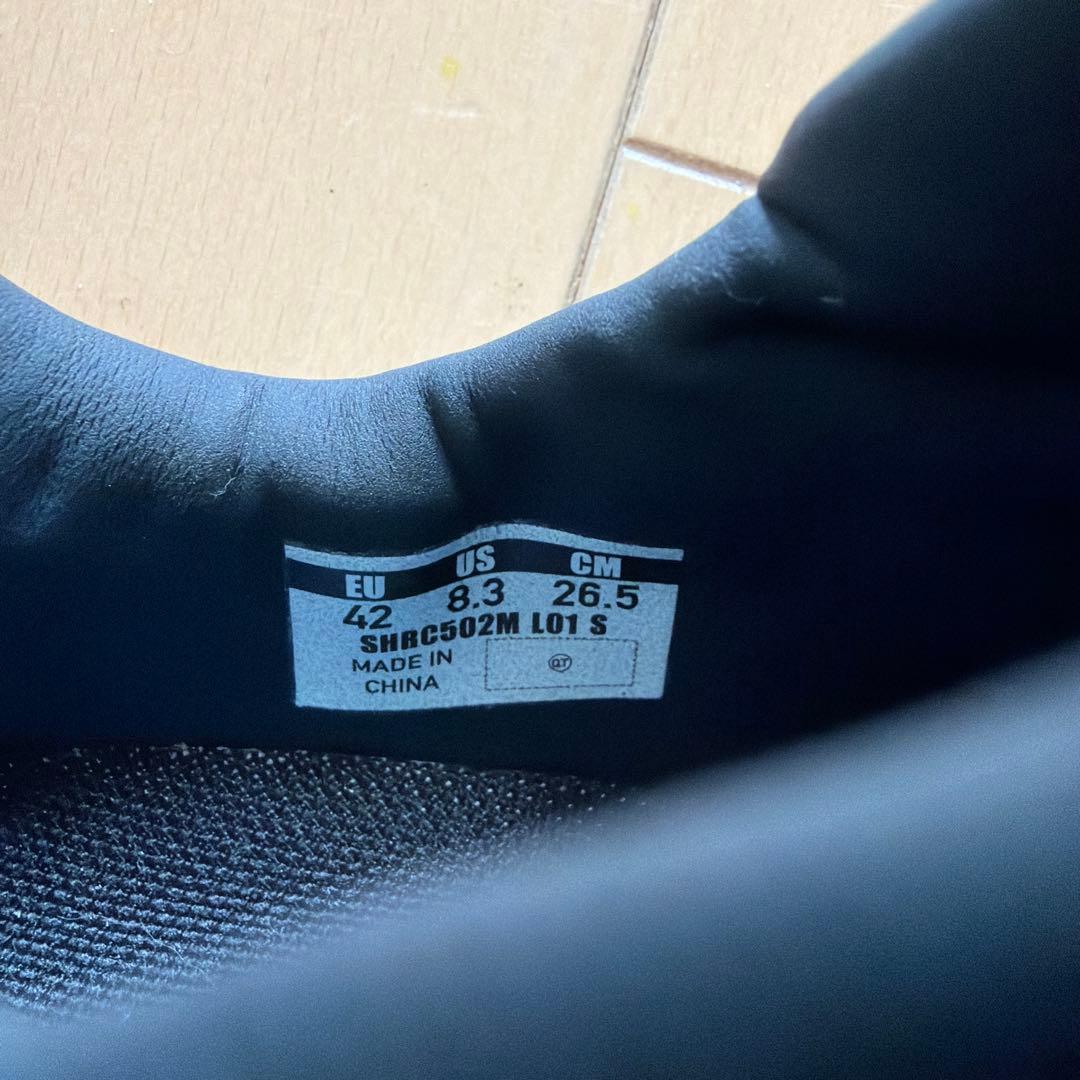 EU US CM
42 8.3 26.5
SHRC502M L01 S
MADE IN
CHINA
QT